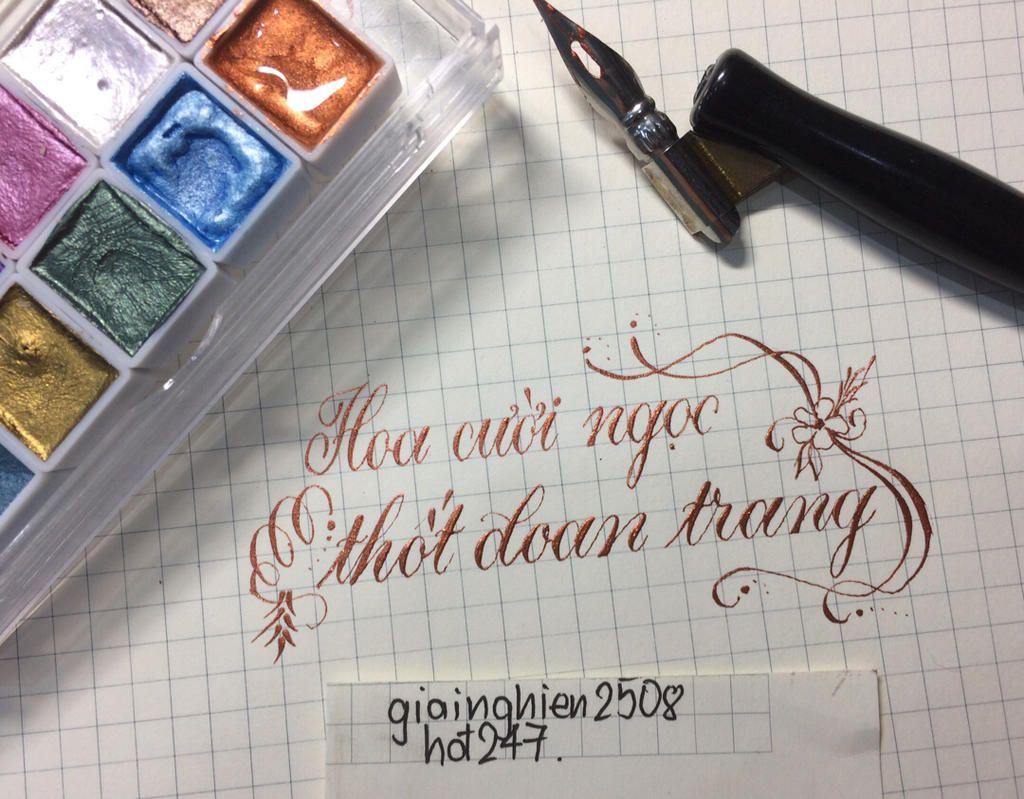 Hoa cười ngọc
thốt đoan trang
giainghien2508
hot247.